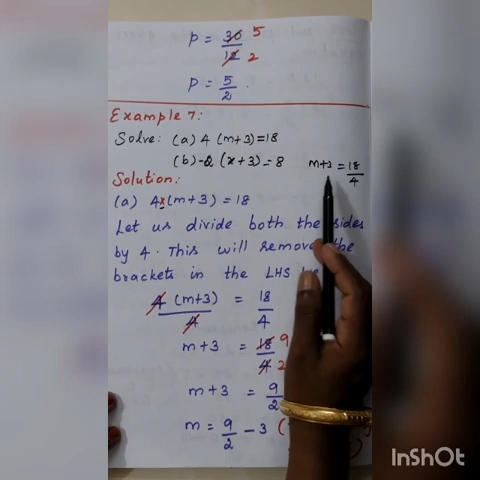 P = 30/12 5/2
P = 5/2.
Example 7:
Solve: (a) 4 (m+3)=18
(b) -2 (x+3)=8
m+3 = 18/4
Solution:
(a) 4×(m+3) = 18
Let us divide both the sides
by 4. This will remove the
brackets in the LHS
4 (m+3)/4 = 18/4
m+3 = 18/4 9/2
m+3 = 9/2
m = 9/2 - 3 (
InShOt